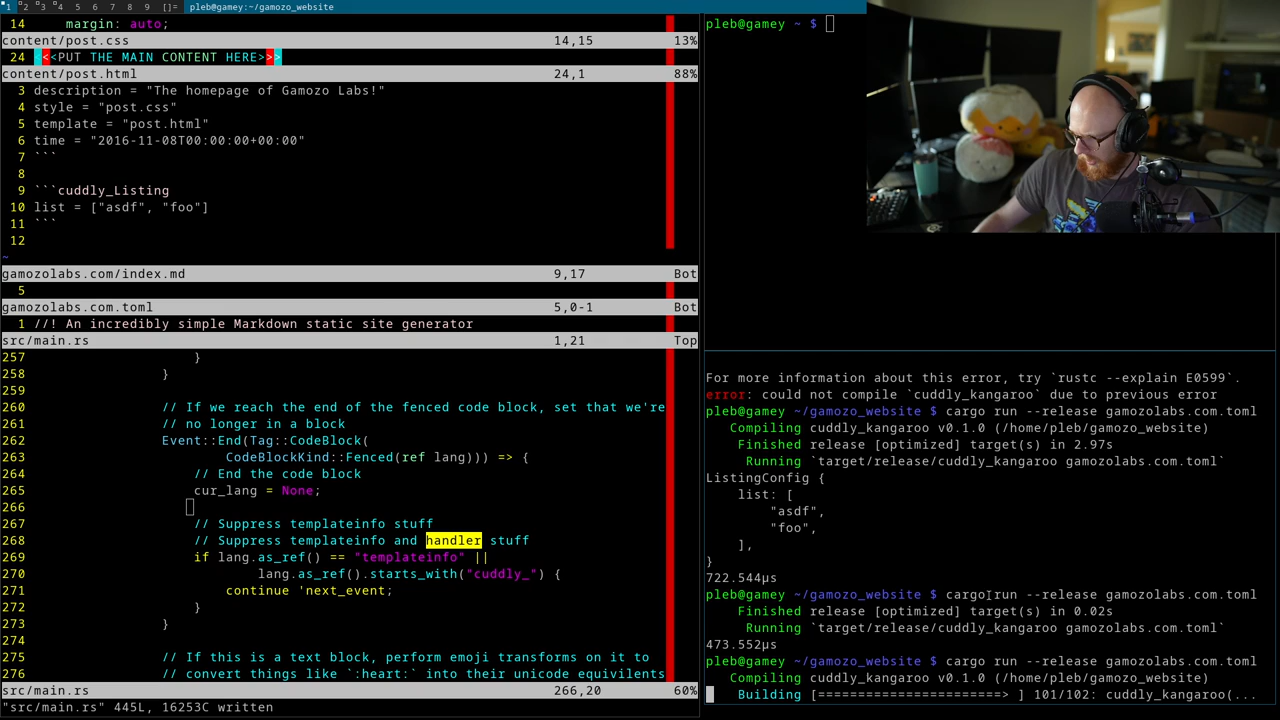 1 2 3 4 5 6 7 8 9 []= pleb@gamey:~/gamozo_website
14     margin: auto;
content/post.css 14,15 13%
24 <<<PUT THE MAIN CONTENT HERE>>>
content/post.html 24,1 88%
3 description = "The homepage of Gamozo Labs!"
4 style = "post.css"
5 template = "post.html"
6 time = "2016-11-08T00:00:00+00:00"
7 ```
8
9 ```cuddly_Listing
10 list = ["asdf", "foo"]
11 ```
12
~
gamozolabs.com/index.md 9,17 Bot
5
gamozolabs.com.toml 5,0-1 Bot
1 //! An incredibly simple Markdown static site generator
src/main.rs 1,21 Top
257                     }
258                 }
259
260                 // If we reach the end of the fenced code block, set that we're
261                 // no longer in a block
262                 Event::End(Tag::CodeBlock(
263                         CodeBlockKind::Fenced(ref lang))) => {
264                     // End the code block
265                     cur_lang = None;
266
267                     // Suppress templateinfo stuff
268                     // Suppress templateinfo and handler stuff
269                     if lang.as_ref() == "templateinfo" ||
270                             lang.as_ref().starts_with("cuddly_") {
271                         continue 'next_event;
272                     }
273                 }
274
275                 // If this is a text block, perform emoji transforms on it to
276                 // convert things like `:heart:` into their unicode equivilents
src/main.rs 266,20 60%
"src/main.rs" 445L, 16253C written
pleb@gamey ~ $
For more information about this error, try `rustc --explain E0599`.
error: could not compile `cuddly_kangaroo` due to previous error
pleb@gamey ~/gamozo_website $ cargo run --release gamozolabs.com.toml
   Compiling cuddly_kangaroo v0.1.0 (/home/pleb/gamozo_website)
    Finished release [optimized] target(s) in 2.97s
     Running `target/release/cuddly_kangaroo gamozolabs.com.toml`
ListingConfig {
    list: [
        "asdf",
        "foo",
    ],
}
722.544µs
pleb@gamey ~/gamozo_website $ cargo run --release gamozolabs.com.toml
    Finished release [optimized] target(s) in 0.02s
     Running `target/release/cuddly_kangaroo gamozolabs.com.toml`
473.552µs
pleb@gamey ~/gamozo_website $ cargo run --release gamozolabs.com.toml
   Compiling cuddly_kangaroo v0.1.0 (/home/pleb/gamozo_website)
    Building [=======================> ] 101/102: cuddly_kangaroo(...